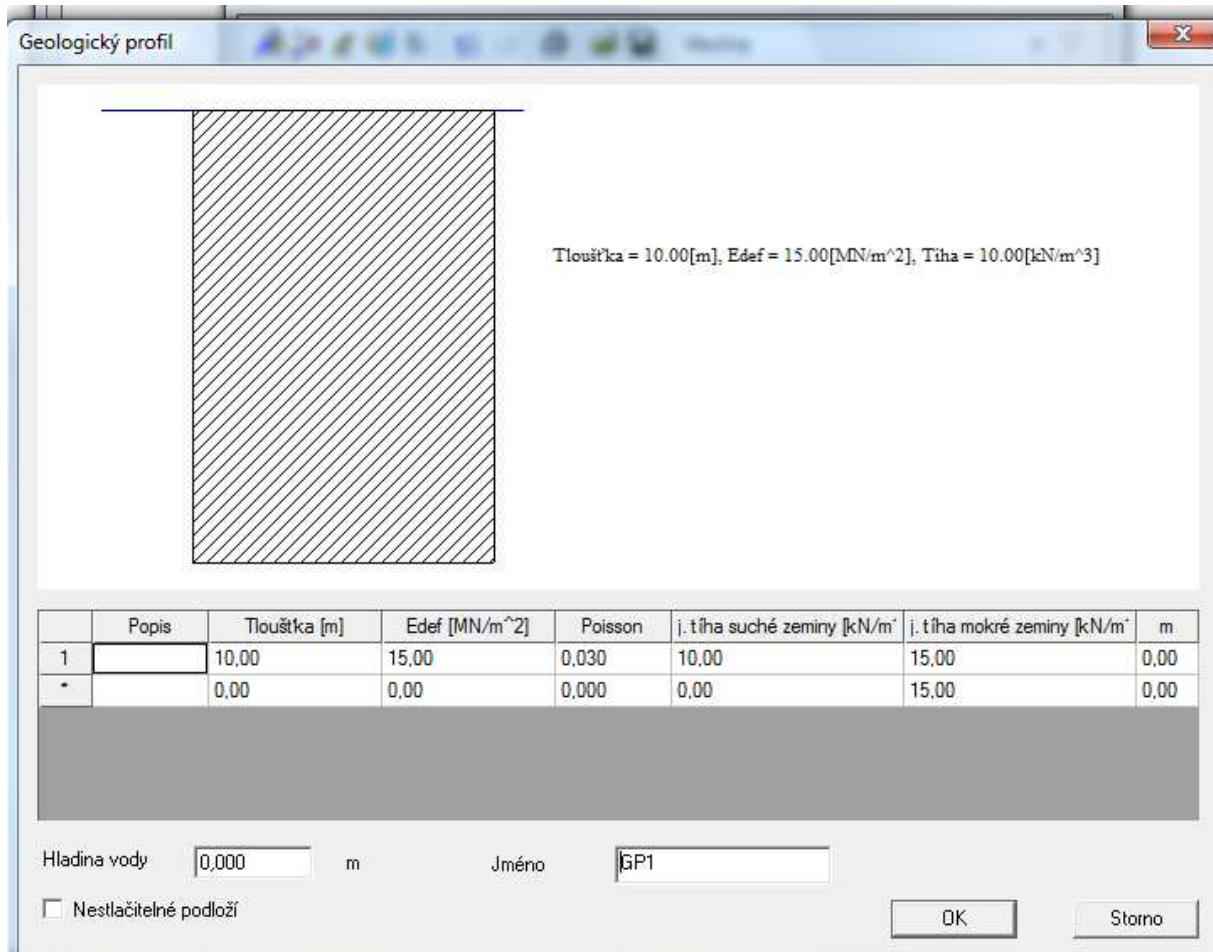 Geologický profil
Tloušťka = 10.00[m], Edef = 15.00[MN/m^2], Tíha = 10.00[kN/m^3]
Popis Tloušťka [m] Edef [MN/m^2] Poisson j. tíha suché zeminy [kN/m^ j. tíha mokré zeminy [kN/m^ m
1 10,00 15,00 0,030 10,00 15,00 0,00
* 0,00 0,00 0,000 0,00 15,00 0,00
Hladina vody 0,000 m Jméno GP1
Nestlačitelné podloží OK Storno